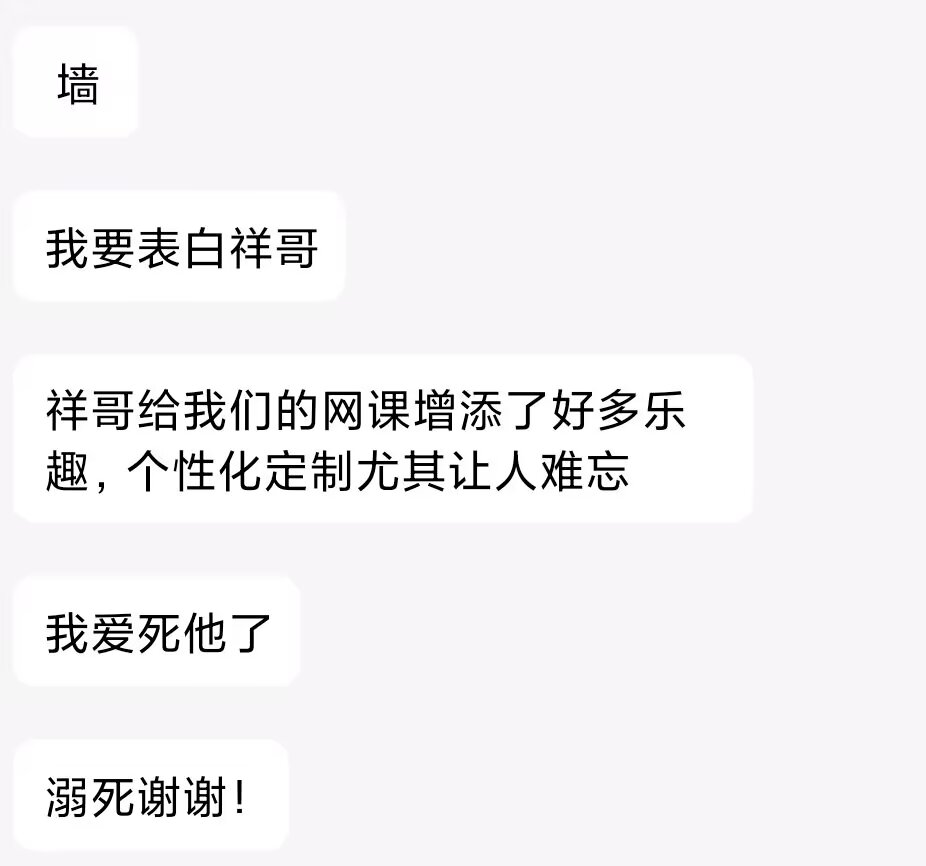 墙
我要表白祥哥
祥哥给我们的网课增添了好多乐
趣，个性化定制尤其让人难忘
我爱死他了
溺死谢谢！